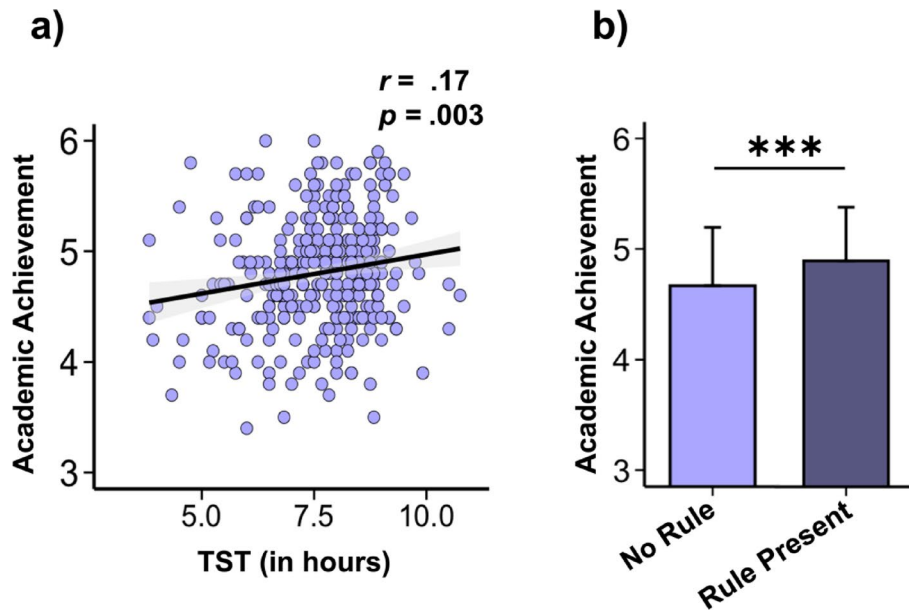 a)
r = .17
p = .003
Academic Achievement
6
5
4
3
5.0
7.5
10.0
TST (in hours)
b)
***
Academic Achievement
6
5
4
3
No Rule
Rule Present